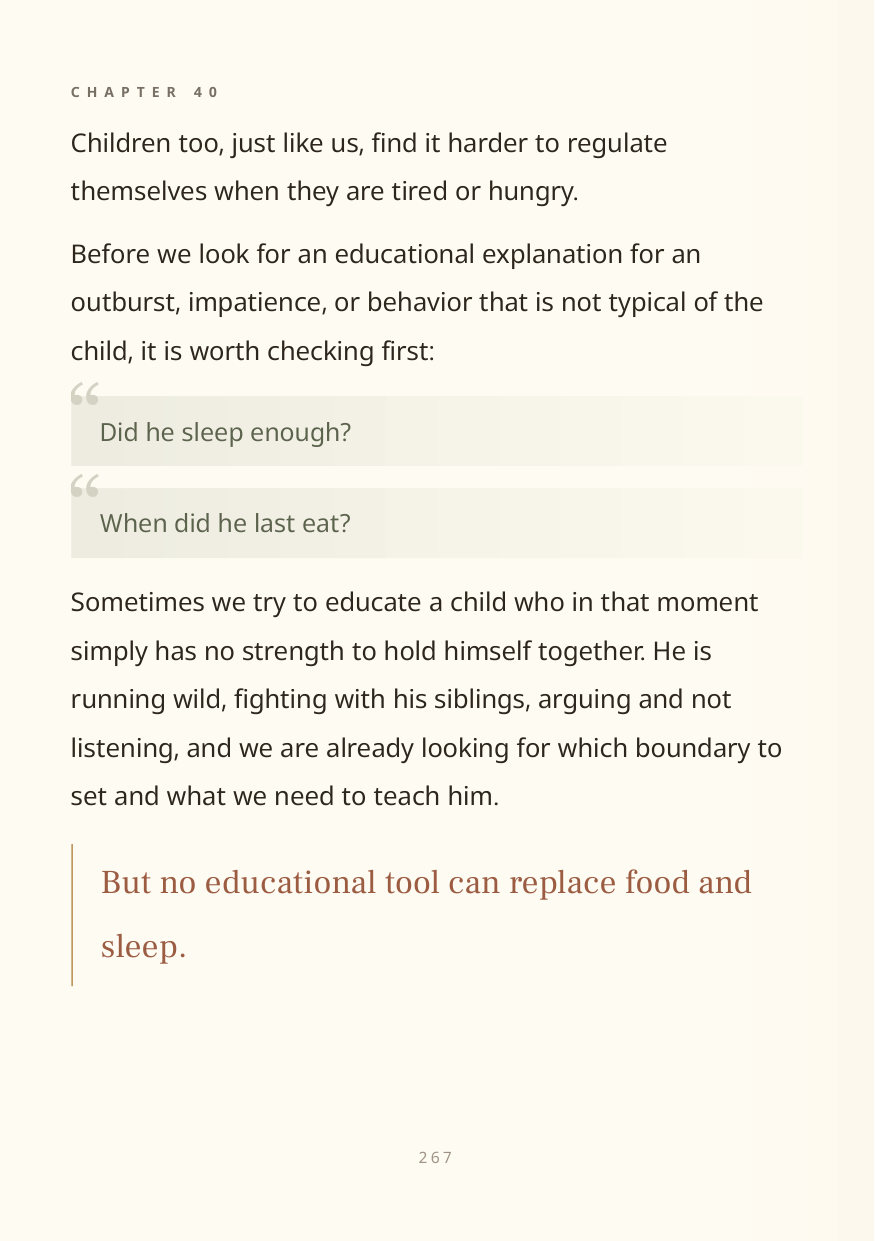 CHAPTER 40
Children too, just like us, find it harder to regulate
themselves when they are tired or hungry.
Before we look for an educational explanation for an
outburst, impatience, or behavior that is not typical of the
child, it is worth checking first:
“
Did he sleep enough?
“
When did he last eat?
Sometimes we try to educate a child who in that moment
simply has no strength to hold himself together. He is
running wild, fighting with his siblings, arguing and not
listening, and we are already looking for which boundary to
set and what we need to teach him.
But no educational tool can replace food and
sleep.
267